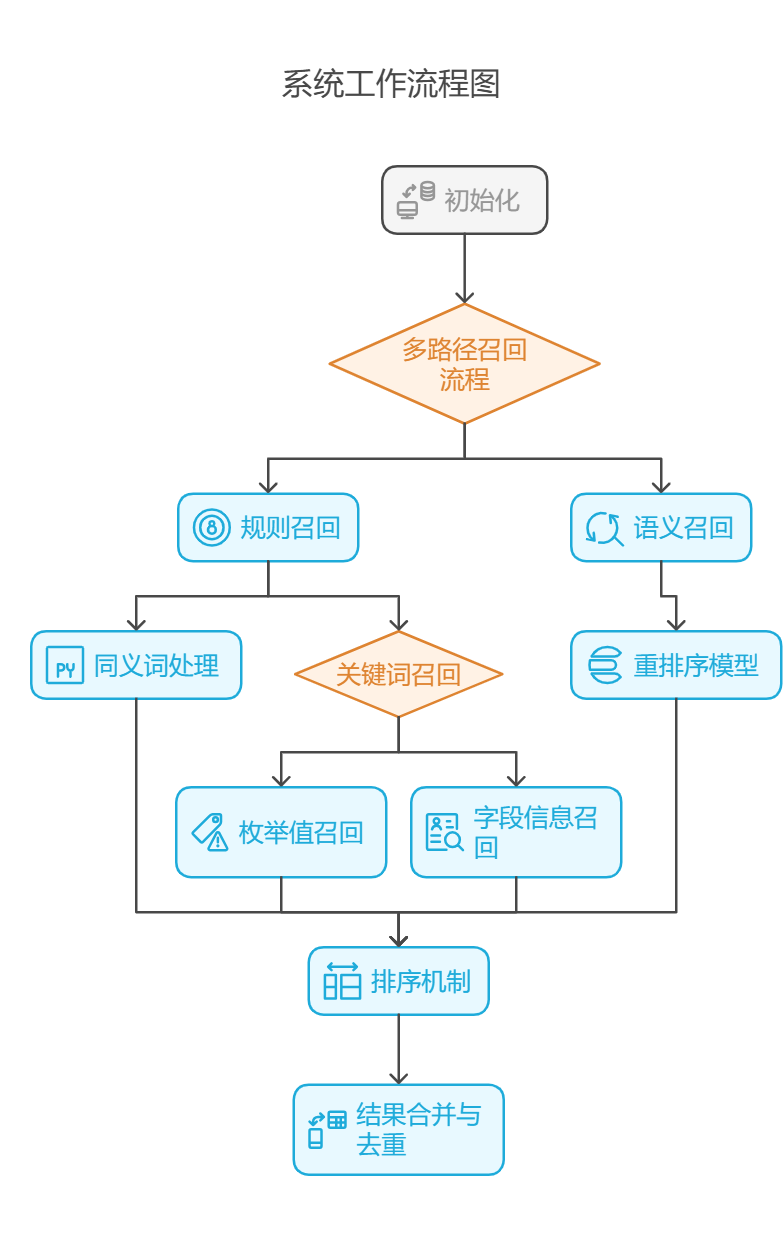 系统工作流程图
初始化
多路径召回
流程
规则召回
语义召回
PY
同义词处理
关键词召回
重排序模型
枚举值召回
字段信息召
回
排序机制
结果合并与
去重